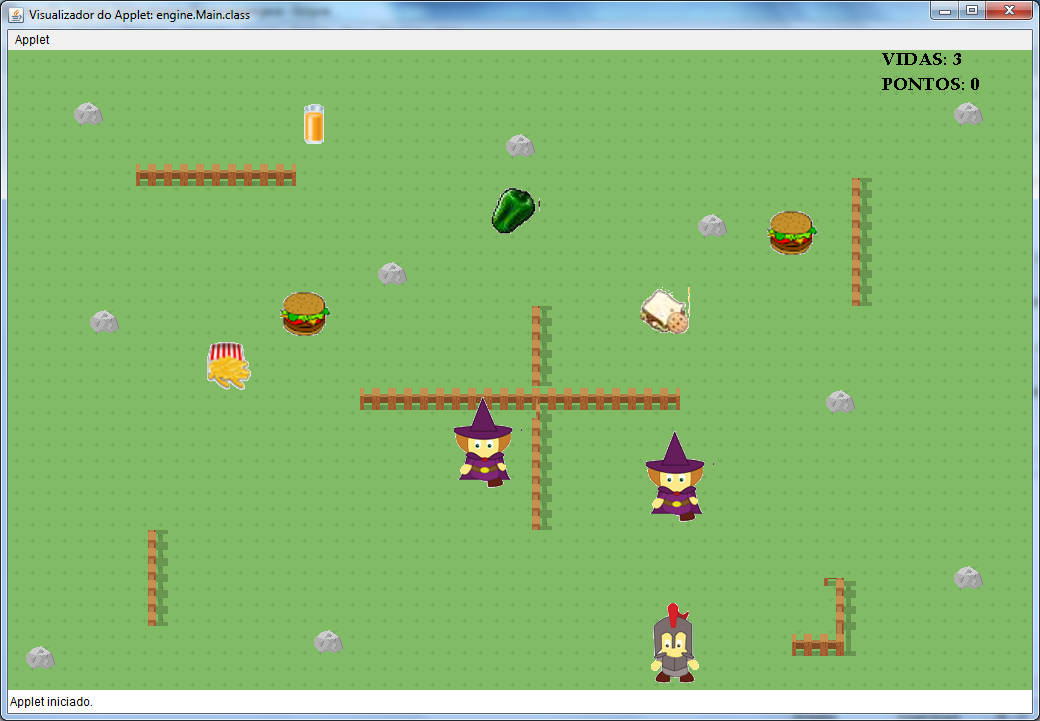 Visualizador do Applet: engine.Main.class
Applet
VIDAS: 3
PONTOS: 0
Applet iniciado.